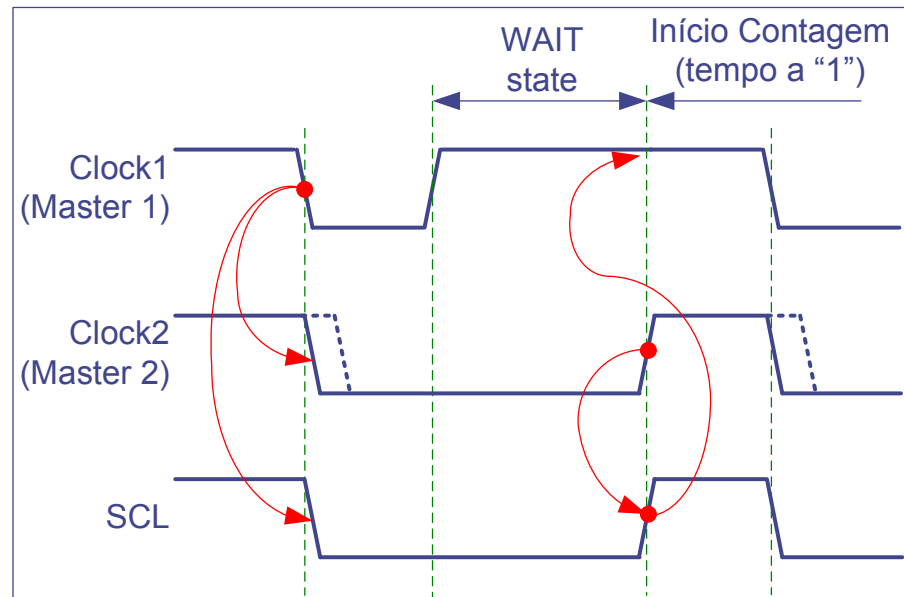 WAIT
state
Início Contagem
(tempo a “1”)
Clock1
(Master 1)
Clock2
(Master 2)
SCL